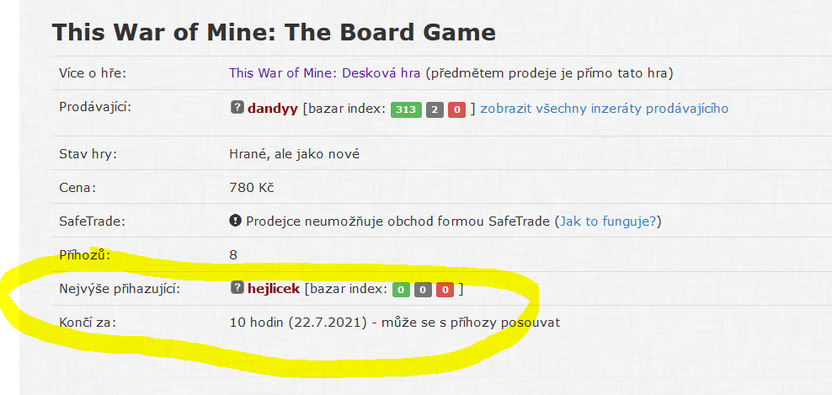 This War of Mine: The Board Game
Více o hře: This War of Mine: Desková hra (předmětem prodeje je přímo tato hra)
Prodávající: ? dandyy [bazar index: 313 2 0 ] zobrazit všechny inzeráty prodávajícího
Stav hry: Hrané, ale jako nové
Cena: 780 Kč
SafeTrade: ! Prodejce neumožňuje obchod formou SafeTrade (Jak to funguje?)
Příhozů: 8
Nejvýše přihazující: ? hejlicek [bazar index: 0 0 0 ]
Končí za: 10 hodin (22.7.2021) - může se s příhozy posouvat